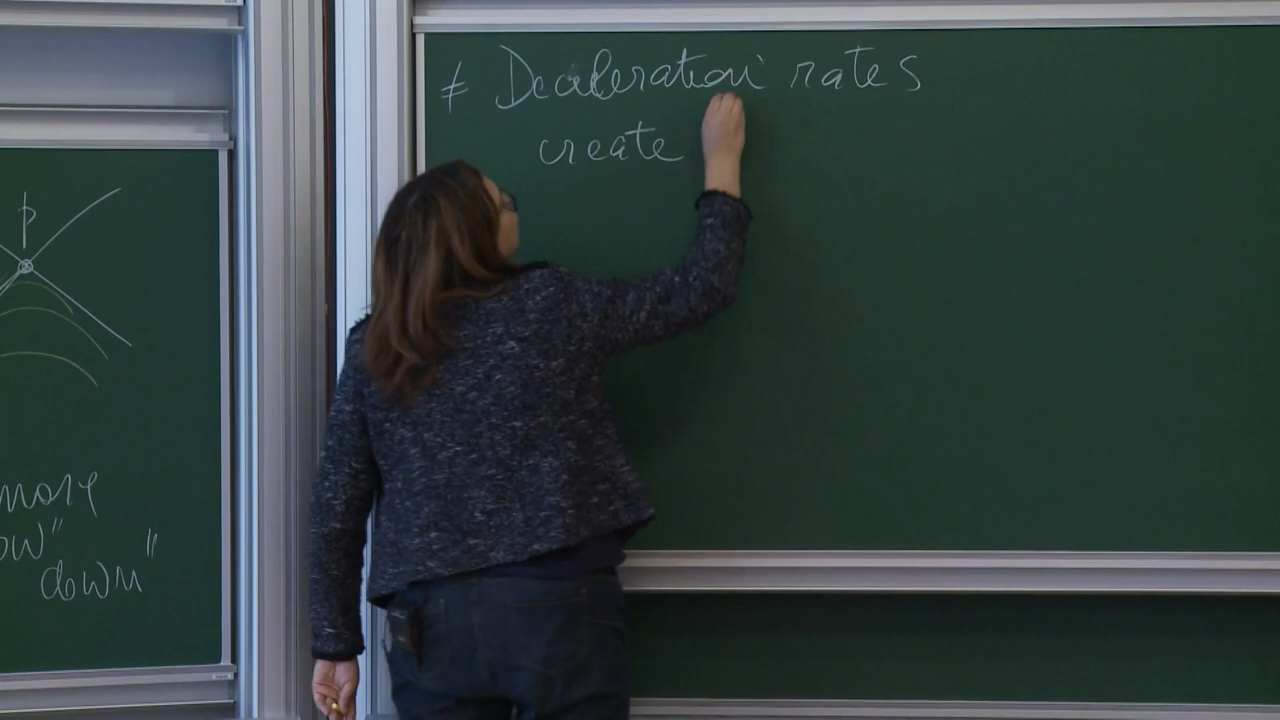 p
more
ow"
down"
≠ Deceleration rates
create